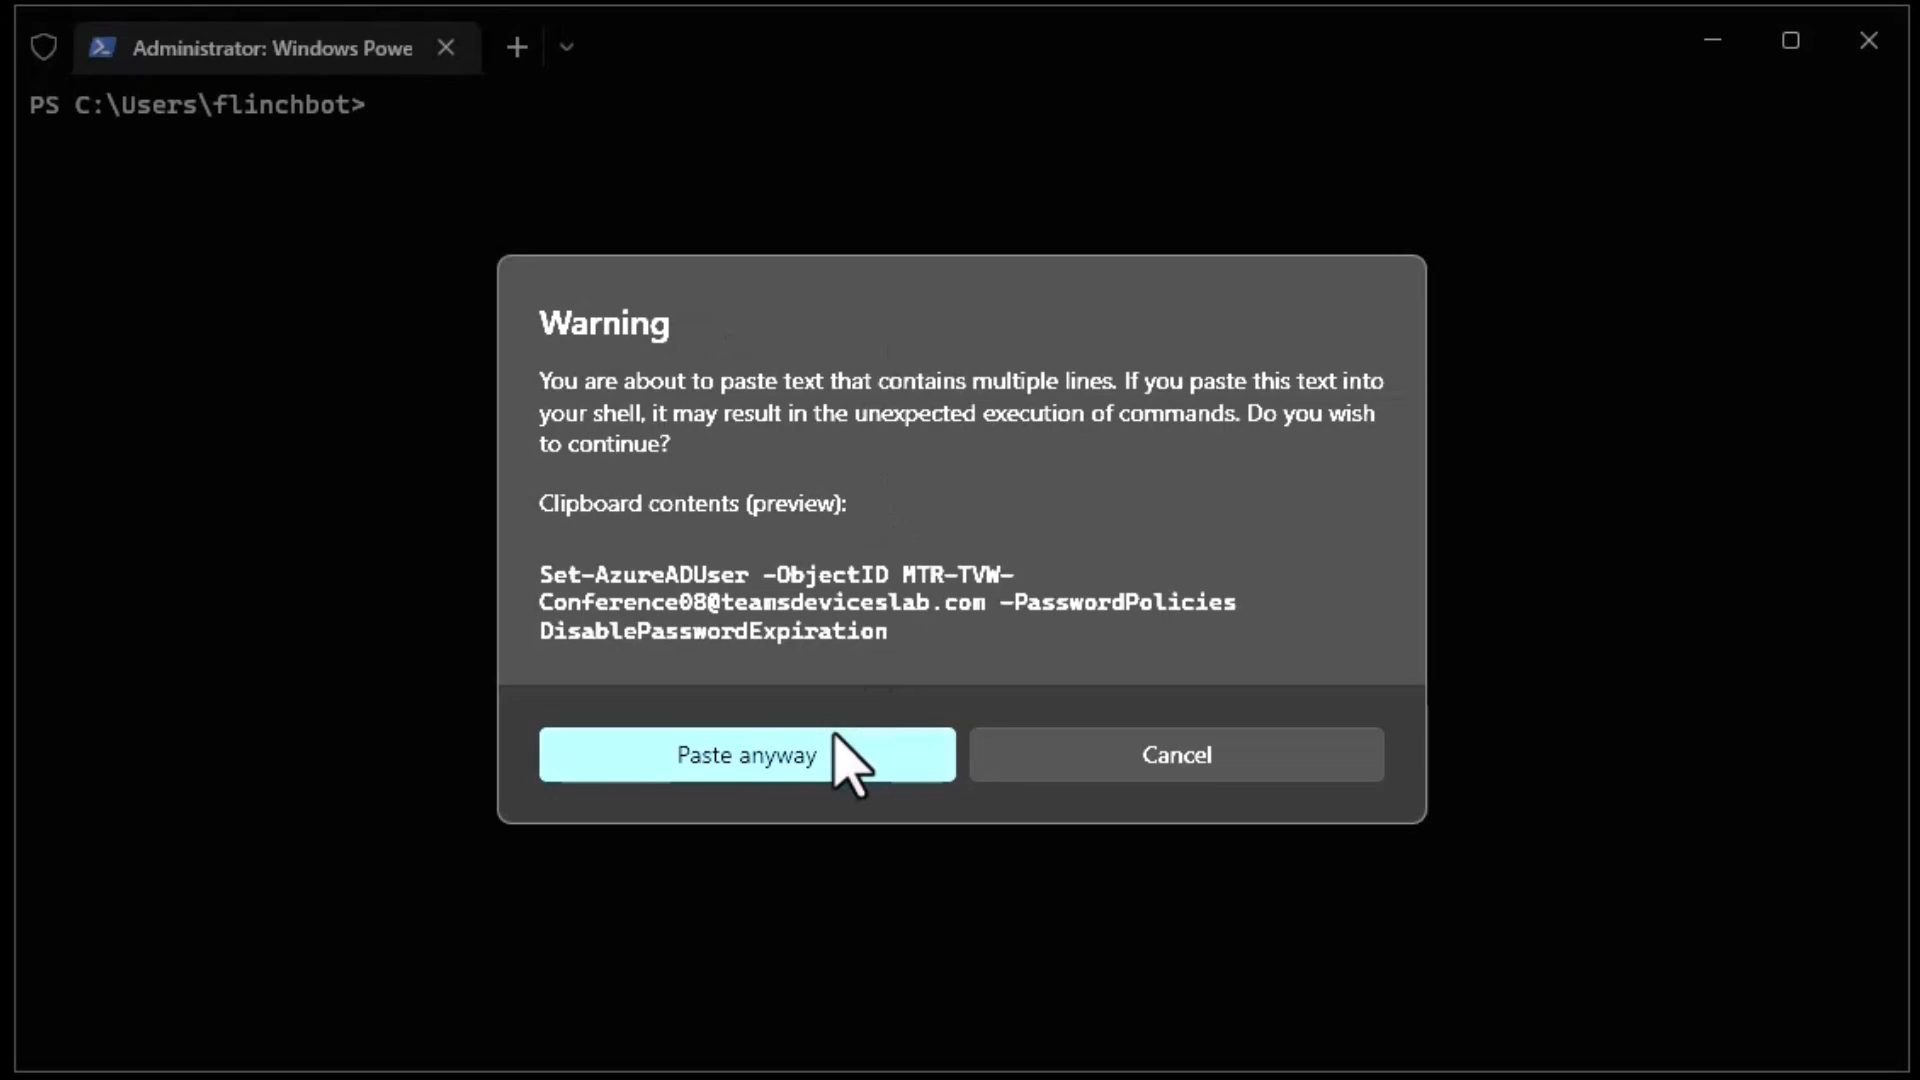 Administrator: Windows Powe
PS C:\Users\flinchbot>
Warning
You are about to paste text that contains multiple lines. If you paste this text into
your shell, it may result in the unexpected execution of commands. Do you wish
to continue?
Clipboard contents (preview):
Set-AzureADUser -ObjectID MTR-TVW-
Conference08@teamsdeviceslab.com -PasswordPolicies
DisablePasswordExpiration
Paste anyway
Cancel